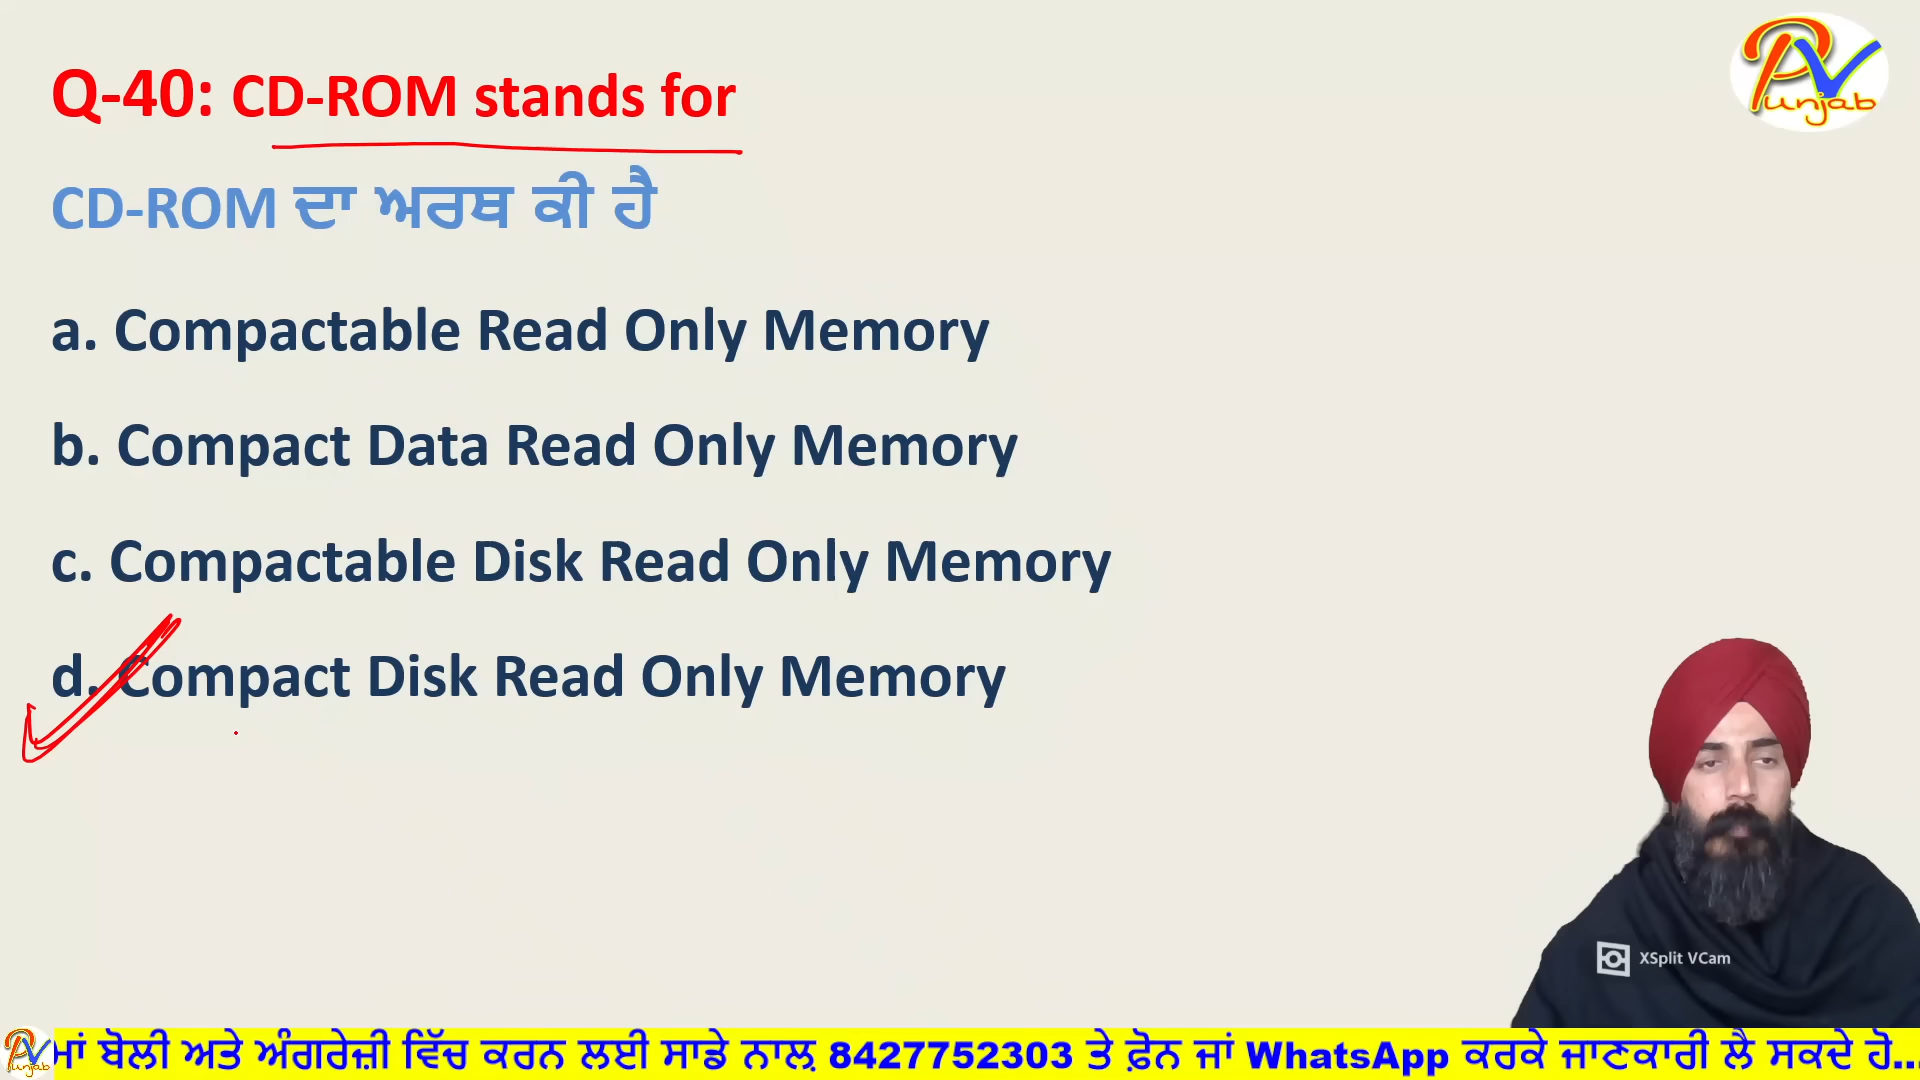 Q-40: CD-ROM stands for
CD-ROM ਦਾ ਅਰਥ ਕੀ ਹੈ
a. Compactable Read Only Memory
b. Compact Data Read Only Memory
c. Compactable Disk Read Only Memory
d. Compact Disk Read Only Memory
PV
unjab
XSplit VCam
ਮਾਂ ਬੋਲੀ ਅਤੇ ਅੰਗਰੇਜ਼ੀ ਵਿੱਚ ਕਰਨ ਲਈ ਸਾਡੇ ਨਾਲ਼ 8427752303 ਤੇ ਫ਼ੋਨ ਜਾਂ WhatsApp ਕਰਕੇ ਜਾਣਕਾਰੀ ਲੈ ਸਕਦੇ ਹੋ...